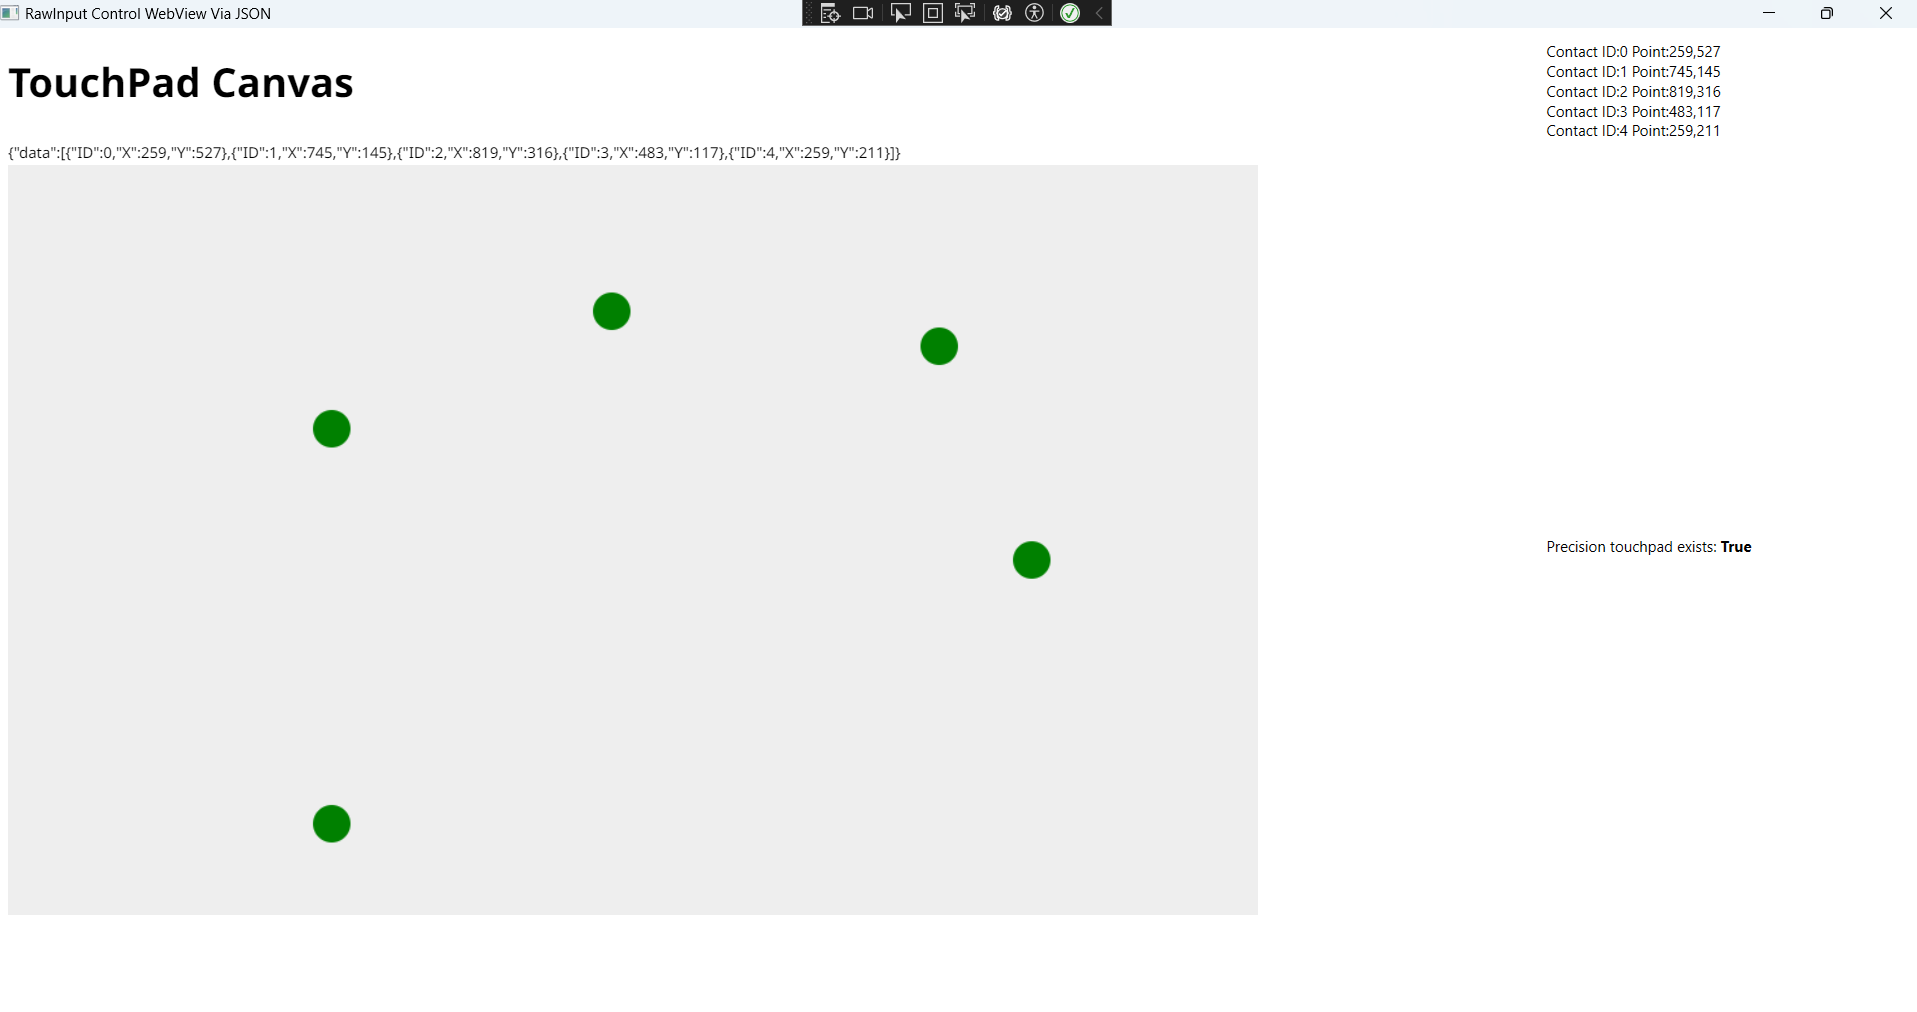 RawInput Control WebView Via JSON
TouchPad Canvas
{"data":[{"ID":0,"X":259,"Y":527},{"ID":1,"X":745,"Y":145},{"ID":2,"X":819,"Y":316},{"ID":3,"X":483,"Y":117},{"ID":4,"X":259,"Y":211}]}
Contact ID:0 Point:259,527
Contact ID:1 Point:745,145
Contact ID:2 Point:819,316
Contact ID:3 Point:483,117
Contact ID:4 Point:259,211
Precision touchpad exists: True